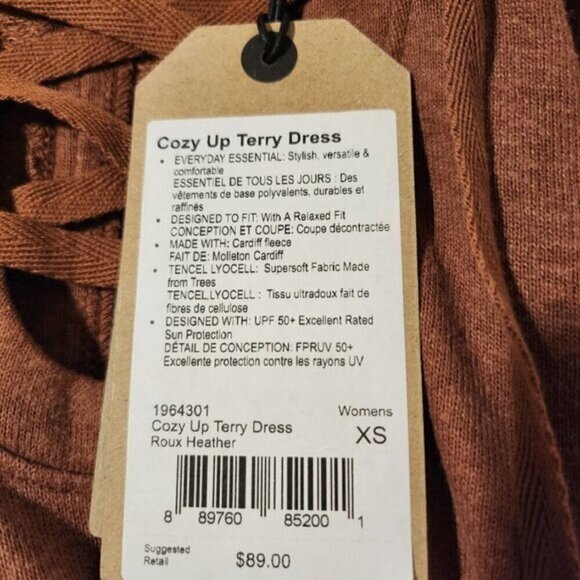 Cozy Up Terry Dress
• EVERYDAY ESSENTIAL: Stylish, versatile &
comfortable
ESSENTIEL DE TOUS LES JOURS : Des
vêtements de base polyvalents, durables et
raffinés
• DESIGNED TO FIT: With A Relaxed Fit
CONCEPTION ET COUPE: Coupe décontractée
• MADE WITH: Cardiff fleece
FAIT DE: Molleton Cardiff
• TENCEL LYOCELL: Supersoft Fabric Made
from Trees
TENCEL,LYOCELL : Tissu ultradoux fait de
fibres de cellulose
• DESIGNED WITH: UPF 50+ Excellent Rated
Sun Protection
DÉTAIL DE CONCEPTION: FPRUV 50+
Excellente protection contre les rayons UV
1964301 Womens
Cozy Up Terry Dress XS
Roux Heather
8 89760 85200 1
Suggested
Retail $89.00